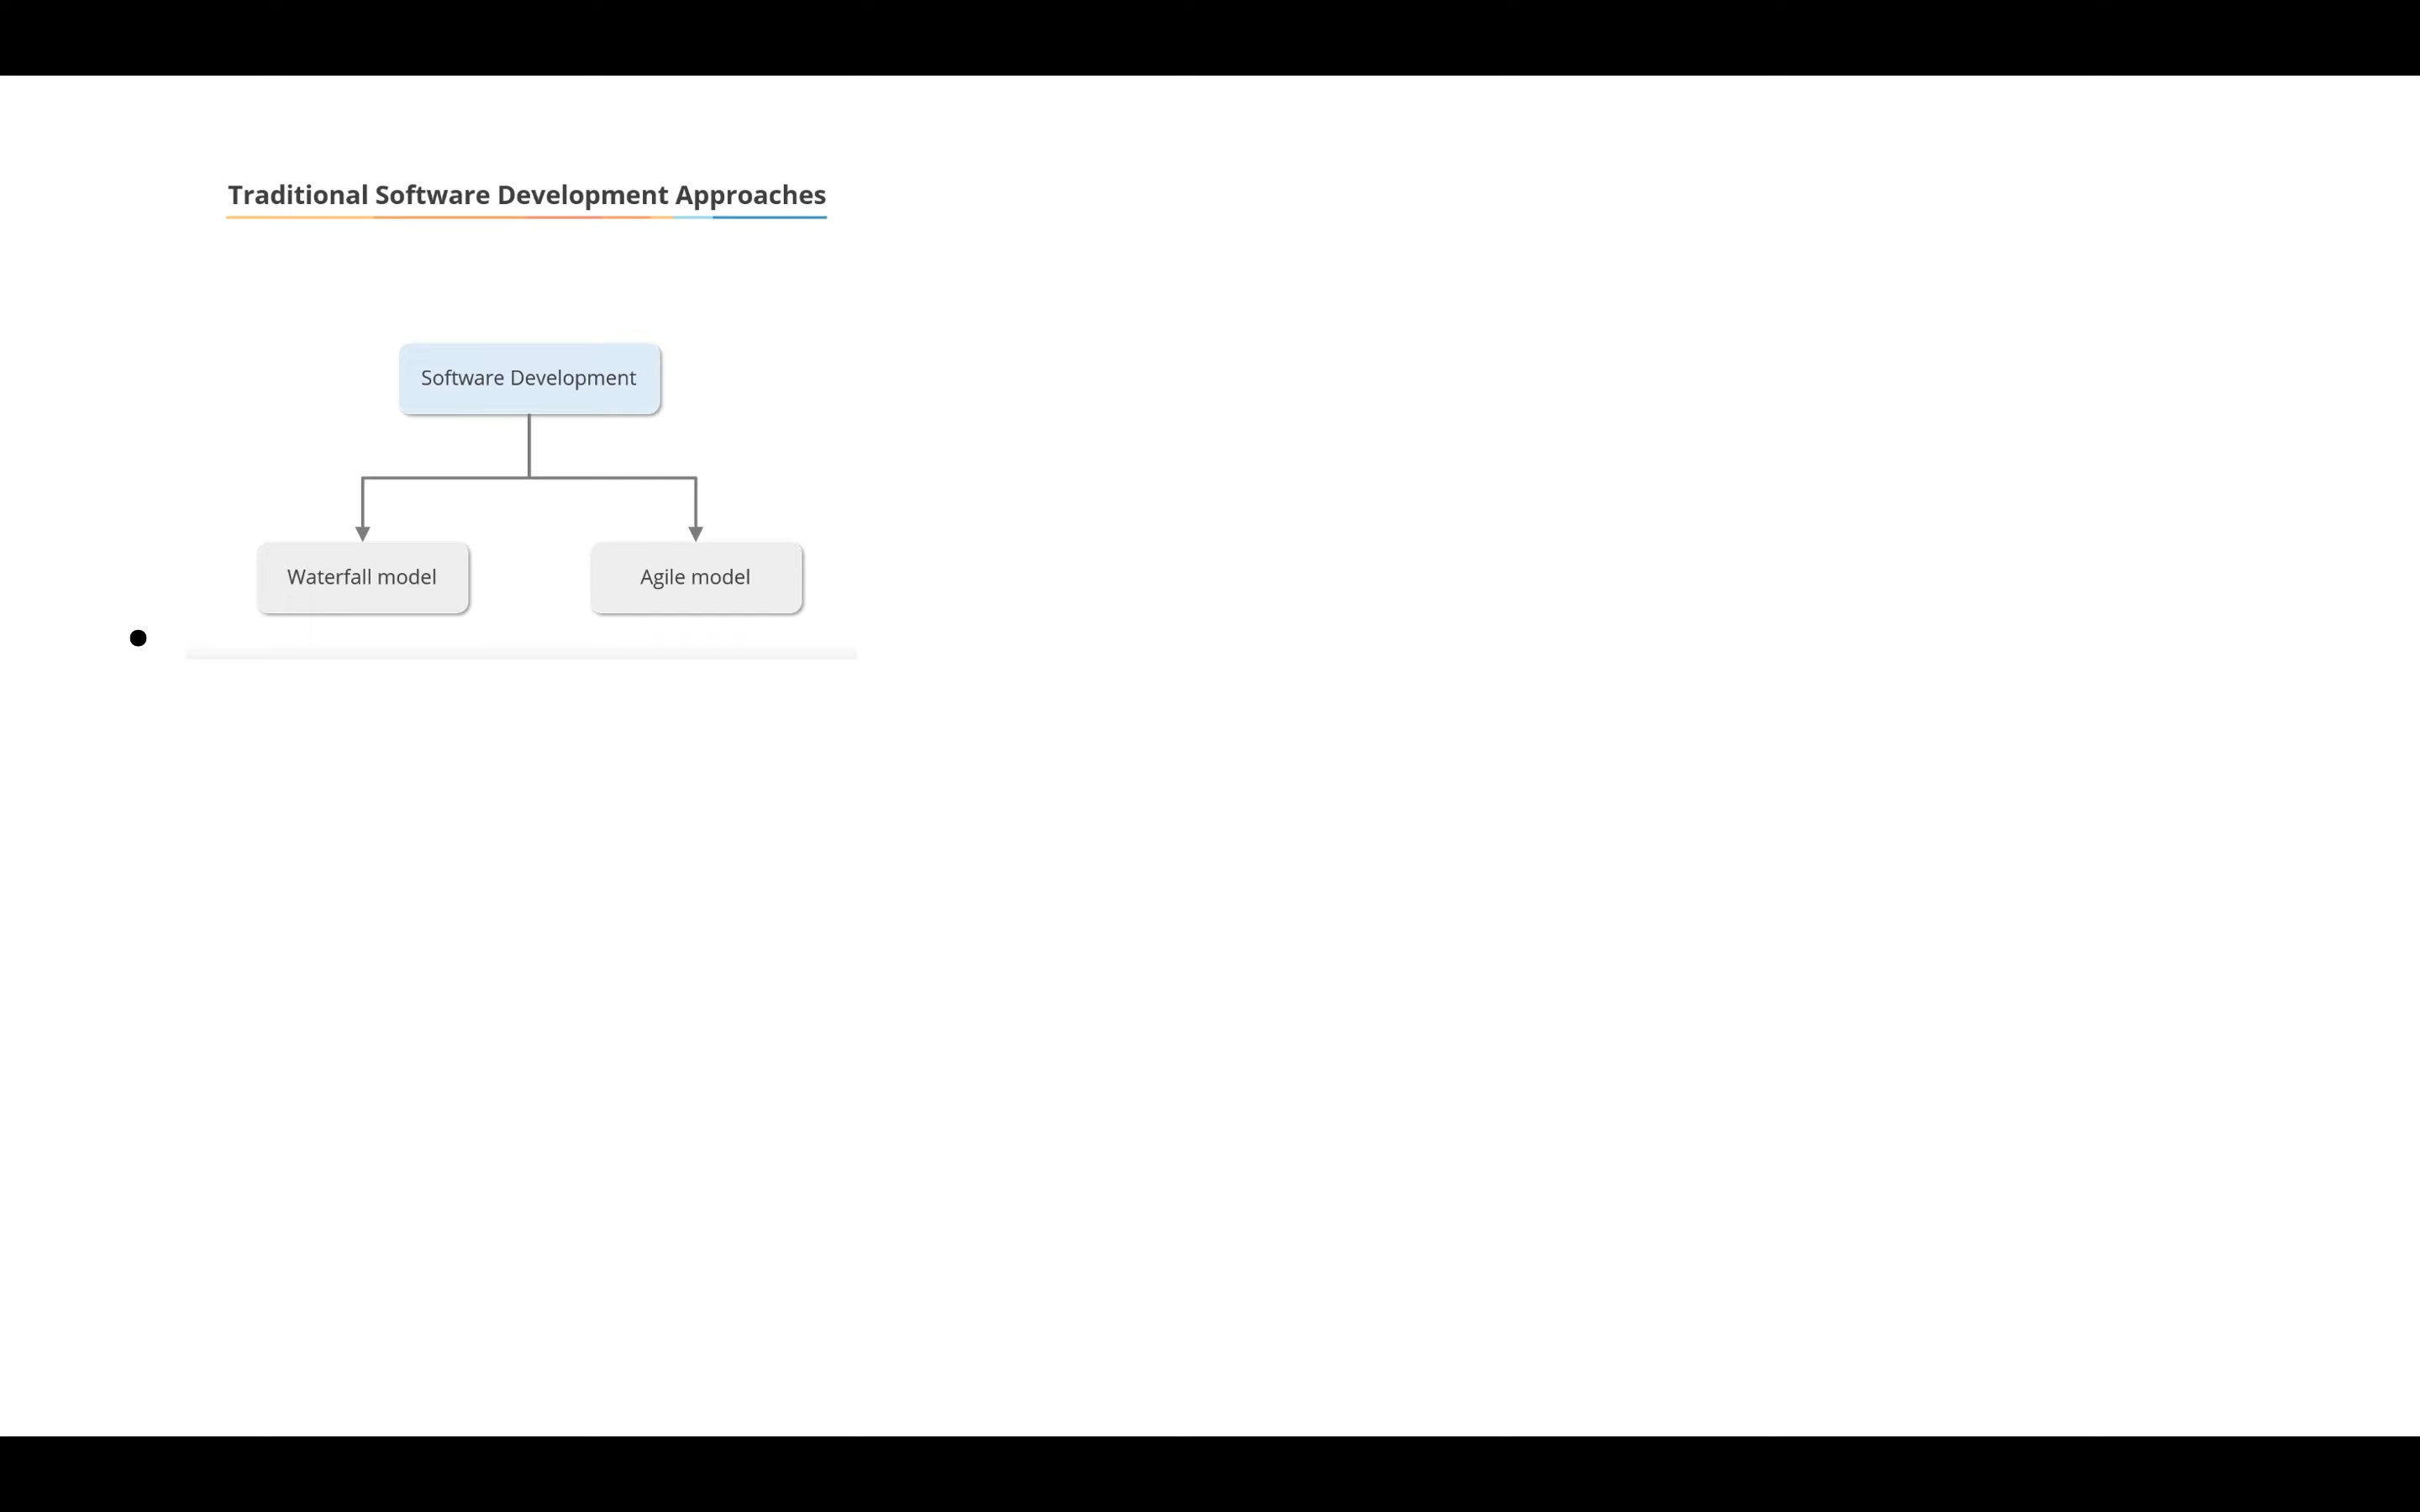 Traditional Software Development Approaches
Software Development
Waterfall model
Agile model